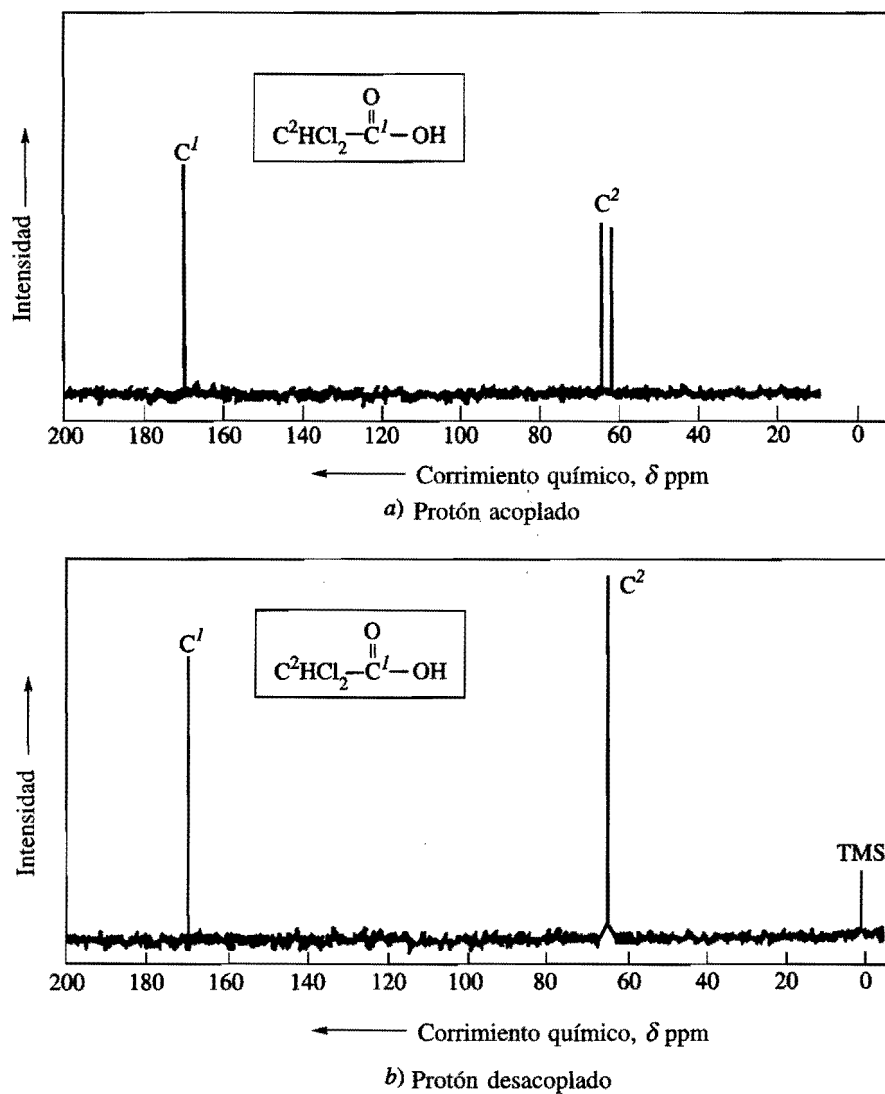 O
||
C²HCl₂—C¹—OH
C¹
C²
Intensidad
200 180 160 140 120 100 80 60 40 20 0
Corrimiento químico, δ ppm
a) Protón acoplado
C²
O
||
C²HCl₂—C¹—OH
C¹
TMS
Intensidad
200 180 160 140 120 100 80 60 40 20 0
Corrimiento químico, δ ppm
b) Protón desacoplado